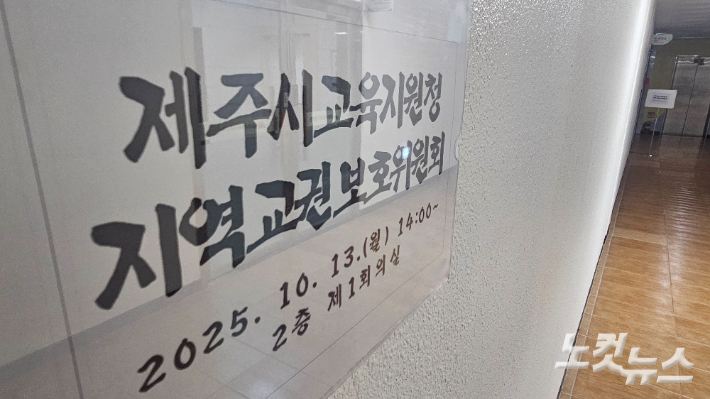 제주시교육지원청
지역교권보호위원회
2025. 10. 13.(월) 14:00~
2층 제1회의실
노컷뉴스